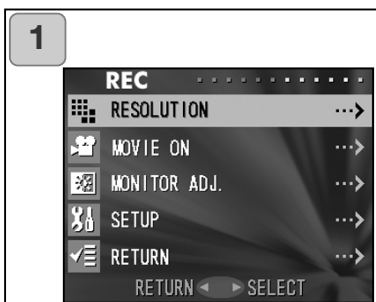 1
REC
RESOLUTION
MOVIE ON
MONITOR ADJ.
SETUP
RETURN
RETURN SELECT